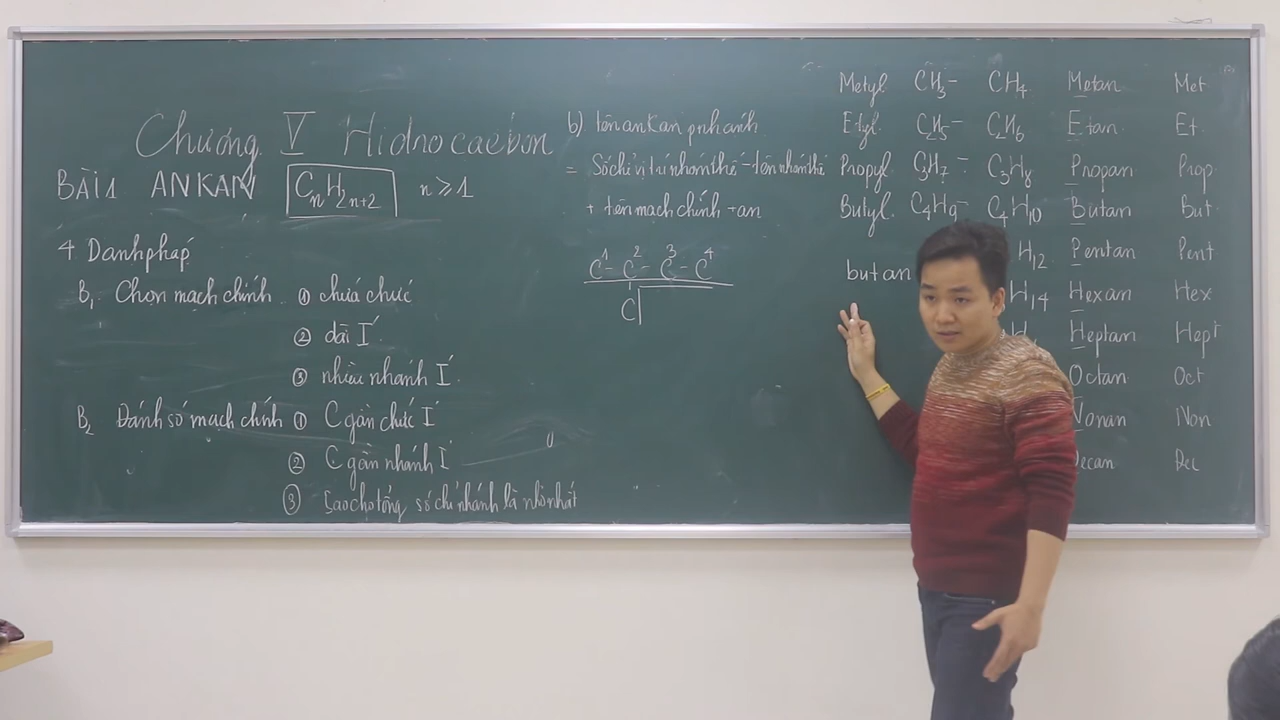 Chương V Hidrocacbon
BÀI 1 ANKAN CnH2n+2 n ⩾ 1
4 Danh pháp
B1 Chọn mạch chính ① chứa chức
② dài I
③ nhiều nhánh I
B2 Đánh số mạch chính ① C gần chức I
② C gần nhánh I
③ Sao cho tổng số chỉ nhánh là nhỏ nhất
b) tên ankan pnhánh
= Số chỉ vị trí nhóm thế - tên nhóm thế
+ tên mạch chính + an
C1 - C2 - C3 - C4
C
butan
Metyl CH3- CH4 Metan Met
Etyl C2H5- C2H6 Etan Et
Propyl C3H7- C3H8 Propan Prop
Butyl C4H9- C4H10 Butan But
H12 Pentan Pent
H14 Hexan Hex
H Heptan Hept
Octan Oct
Nonan Non
Decan Dec